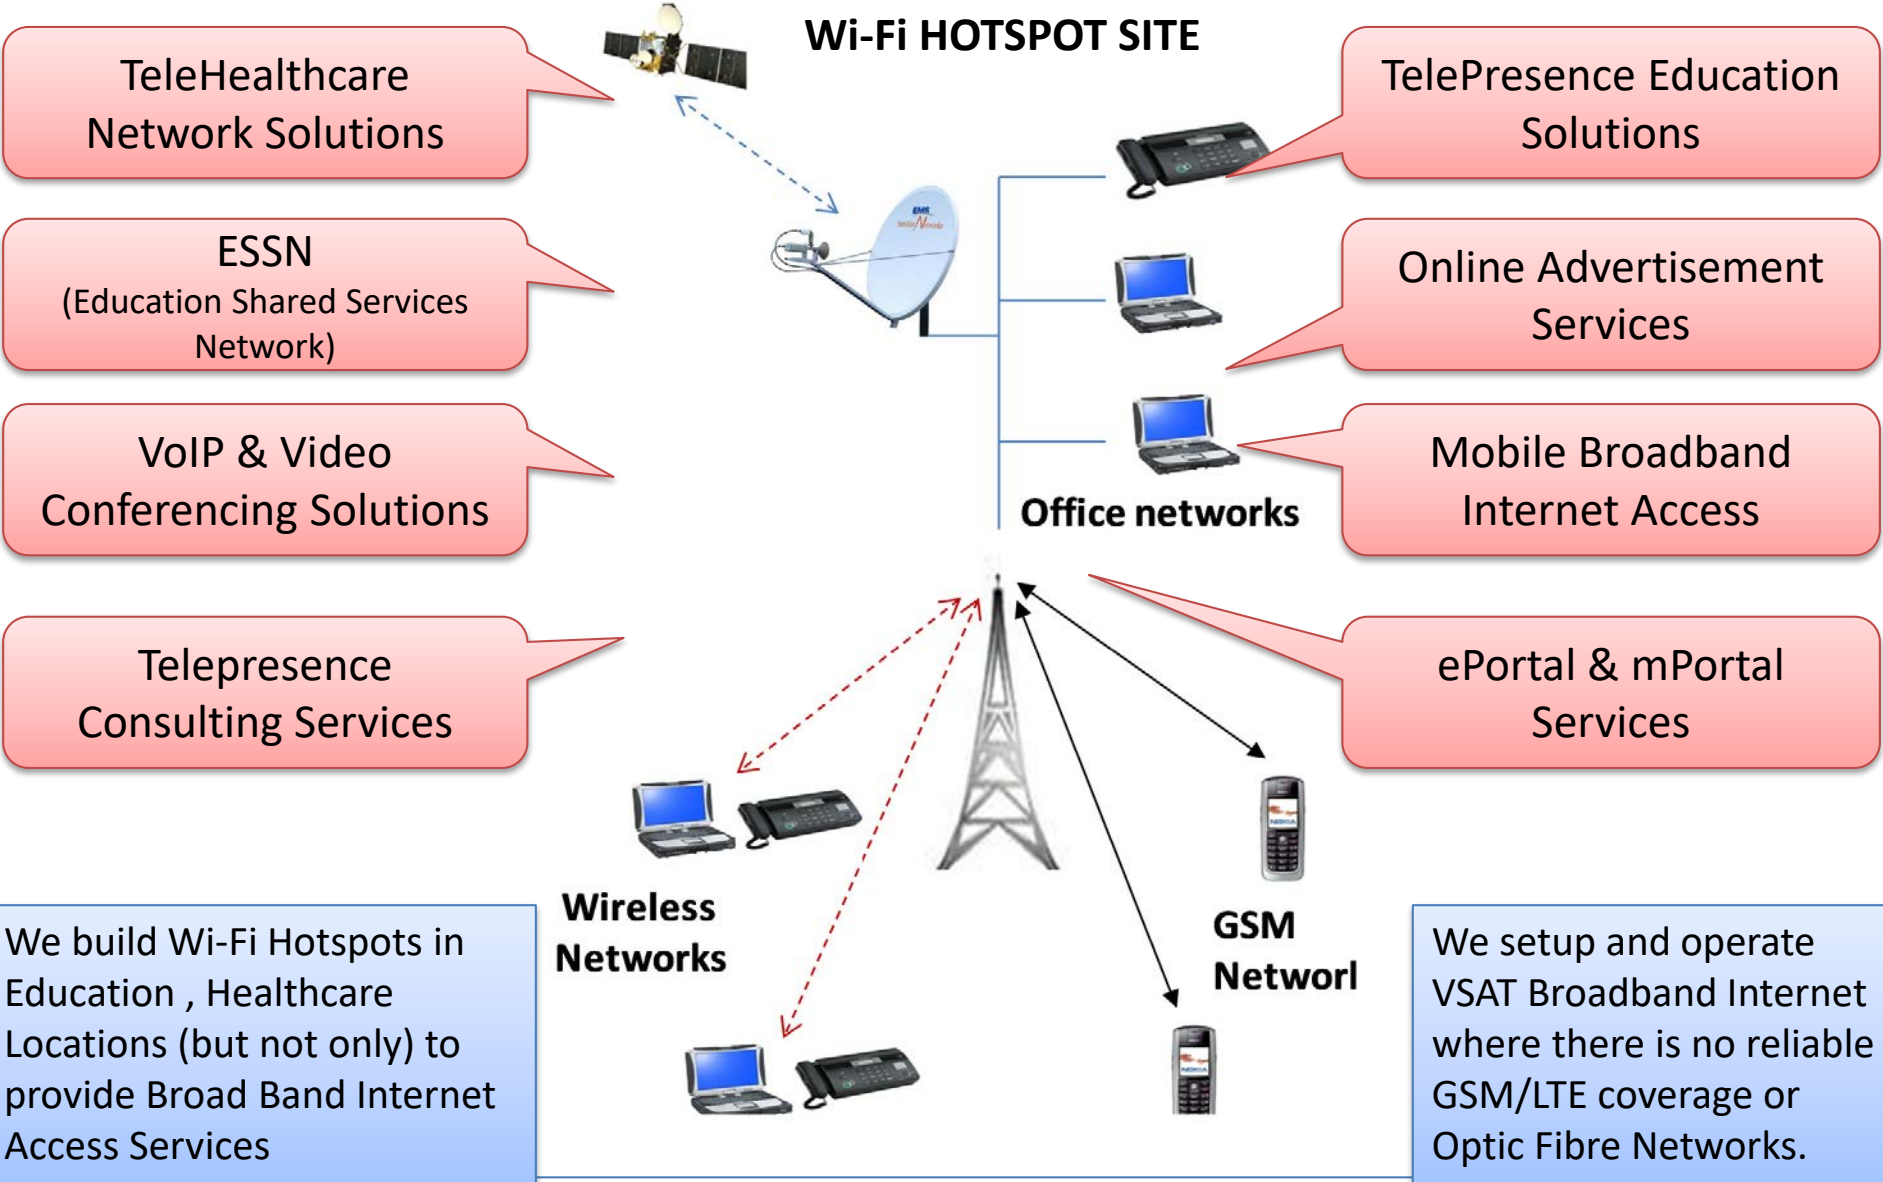 Wi-Fi HOTSPOT SITE
TeleHealthcare
Network Solutions
TelePresence Education
Solutions
EMS
ESSN
(Education Shared Services
Network)
Online Advertisement
Services
VoIP & Video
Conferencing Solutions
Mobile Broadband
Internet Access
Office networks
Telepresence
Consulting Services
ePortal & mPortal
Services
NOKIA
Wireless
Networks
GSM
Networl
NOKIA
We build Wi-Fi Hotspots in
Education , Healthcare
Locations (but not only) to
provide Broad Band Internet
Access Services
We setup and operate
VSAT Broadband Internet
where there is no reliable
GSM/LTE coverage or
Optic Fibre Networks.